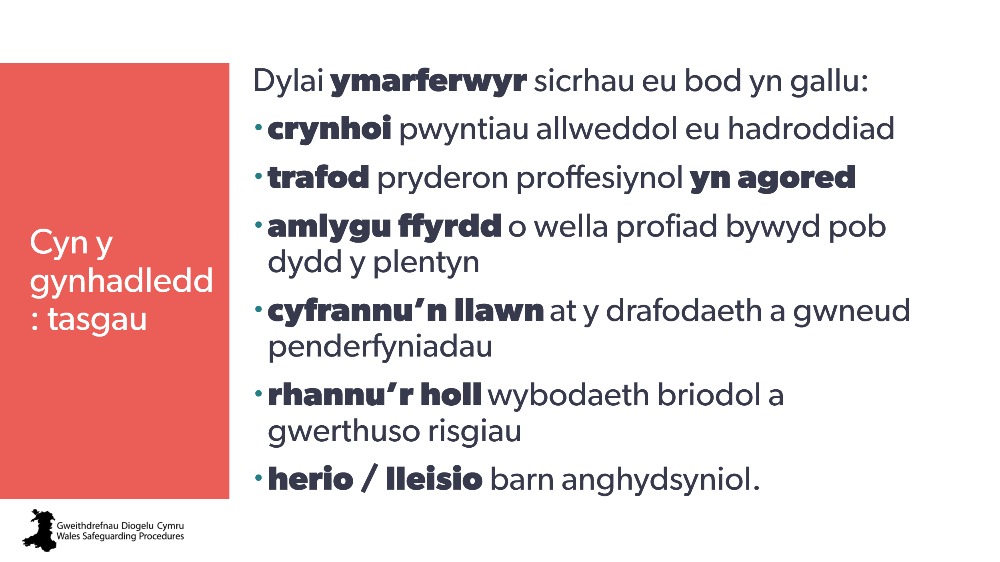 Cyn y
gynhadledd
: tasgau
Dylai ymarferwyr sicrhau eu bod yn gallu:
• crynhoi pwyntiau allweddol eu hadroddiad
• trafod pryderon proffesiynol yn agored
• amlygu ffyrdd o wella profiad bywyd pob
dydd y plentyn
• cyfrannu’n llawn at y drafodaeth a gwneud
penderfyniadau
• rhannu’r holl wybodaeth briodol a
gwerthuso risgiau
• herio / lleisio barn anghydsyniol.
Gweithdrefnau Diogelu Cymru
Wales Safeguarding Procedures